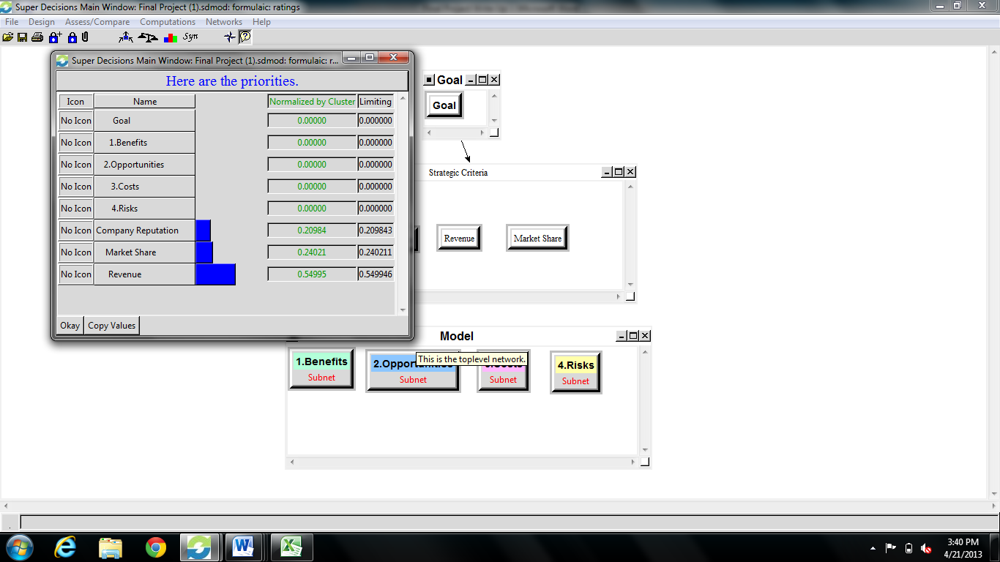 Super Decisions Main Window: Final Project (1).sdmod: formulaic: ratings
File Design Assess/Compare Computations Networks Help
Syn
Super Decisions Main Window: Final Project (1).sdmod: formulaic: r...
Here are the priorities.
Icon Name Normalized by Cluster Limiting
No Icon Goal 0.00000 0.000000
No Icon 1.Benefits 0.00000 0.000000
No Icon 2.Opportunities 0.00000 0.000000
No Icon 3.Costs 0.00000 0.000000
No Icon 4.Risks 0.00000 0.000000
No Icon Company Reputation 0.20984 0.209843
No Icon Market Share 0.24021 0.240211
No Icon Revenue 0.54995 0.549946
Okay Copy Values
Goal
Goal
Strategic Criteria
Revenue Market Share
Model
1.Benefits
Subnet
2.Opportunities
Subnet
This is the toplevel network.
Subnet
4.Risks
Subnet
3:40 PM
4/21/2013